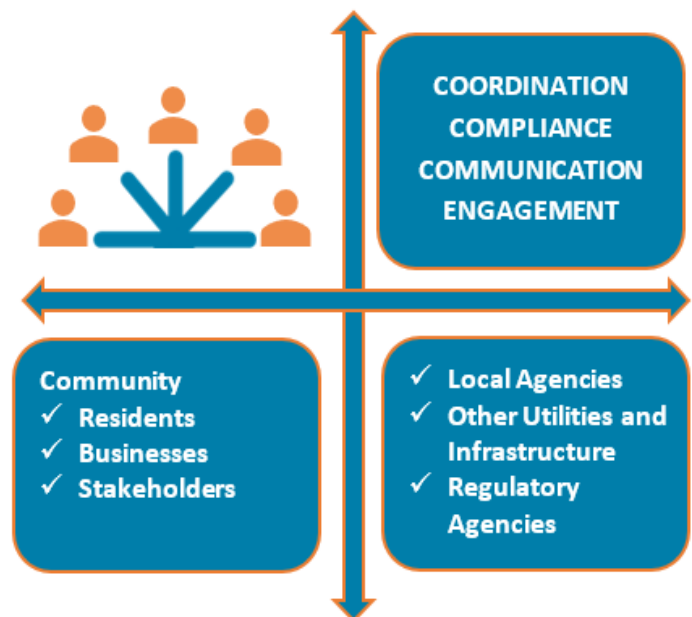 COORDINATION
COMPLIANCE
COMMUNICATION
ENGAGEMENT
Community
✓ Residents
✓ Businesses
✓ Stakeholders
✓ Local Agencies
✓ Other Utilities and
Infrastructure
✓ Regulatory
Agencies